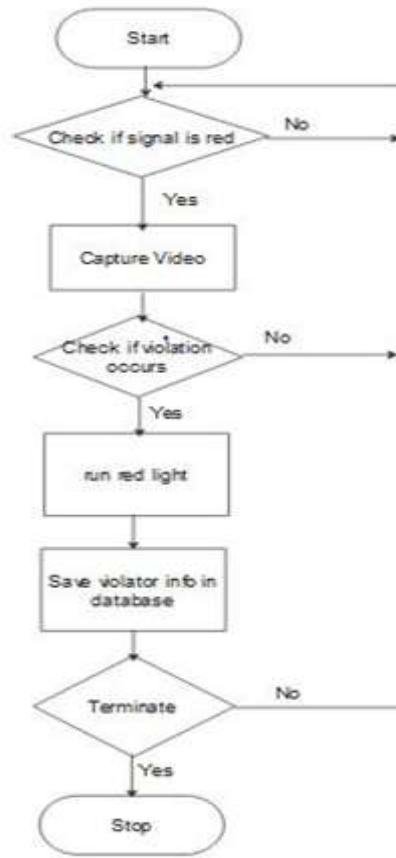 Start
Check if signal is red
No
Yes
Capture Video
Check if violation
occurs
No
Yes
run red light
Save violator info in
database
Terminate
No
Yes
Stop